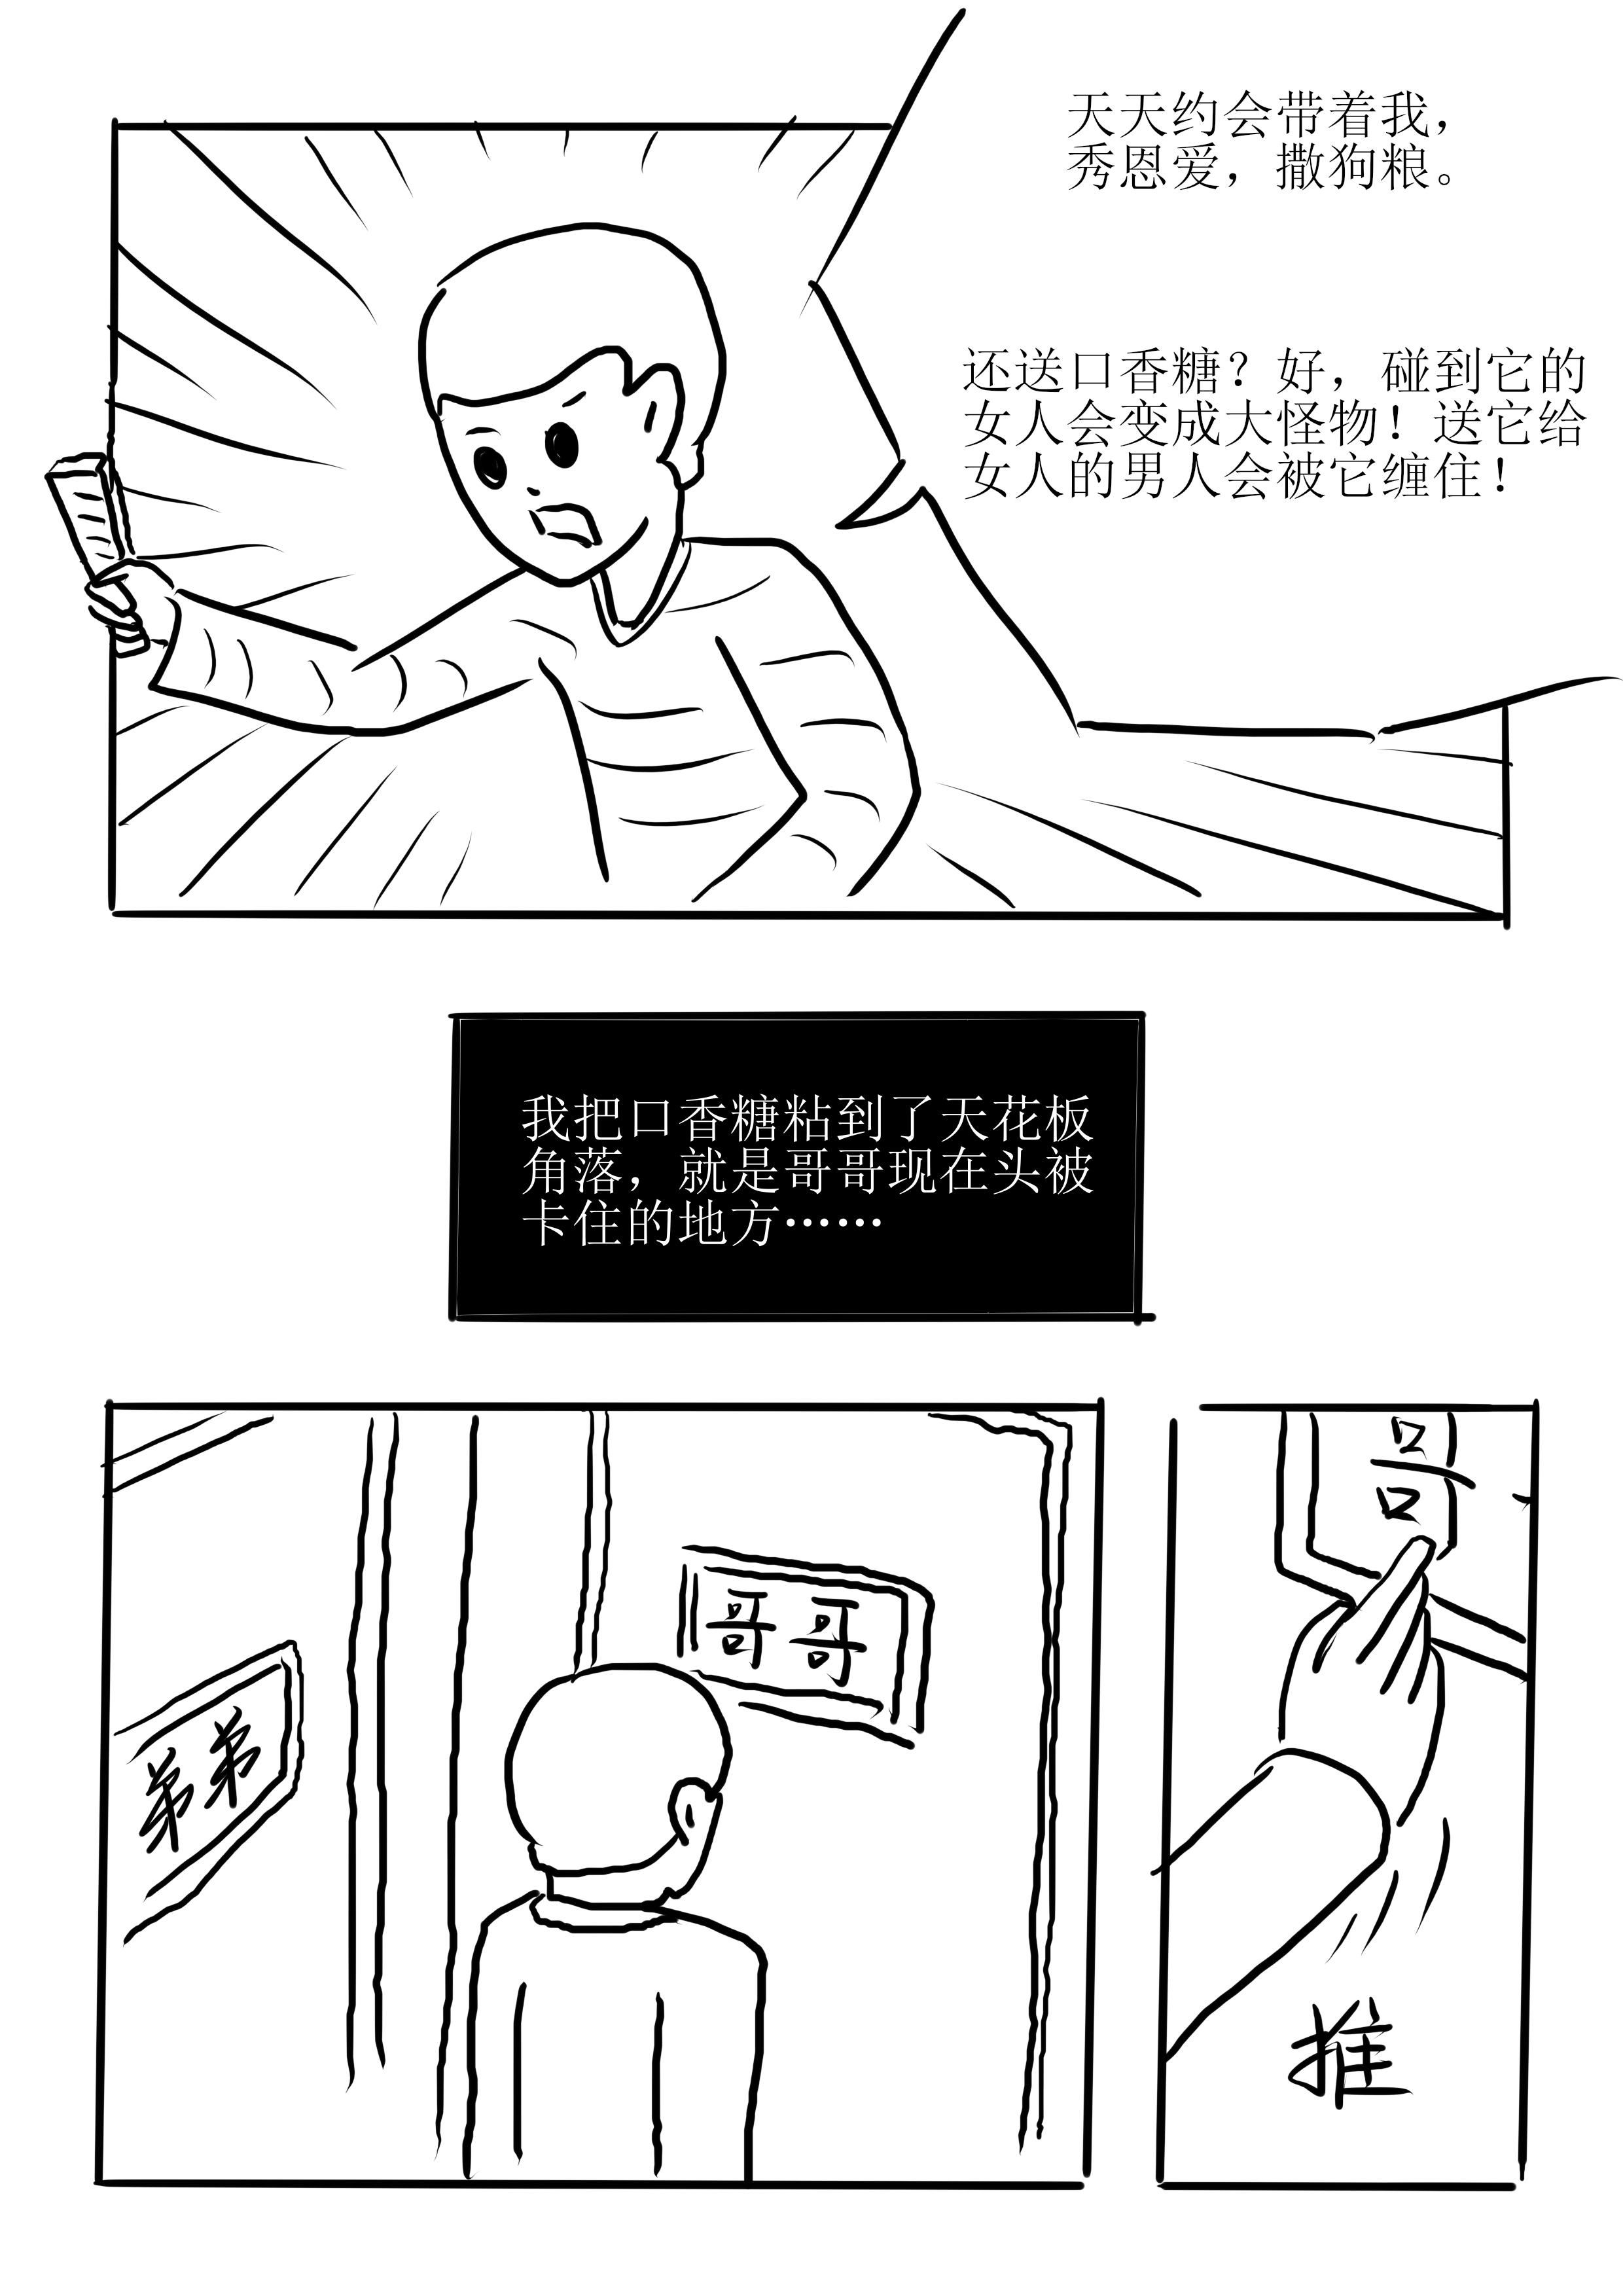 天天约会带着我，
秀恩爱，撒狗粮。
还送口香糖？好，碰到它的
女人会变成大怪物！送它给
女人的男人会被它缠住！
我把口香糖粘到了天花板
角落，就是哥哥现在头被
卡住的地方……
哥哥
弟弟
哥
推